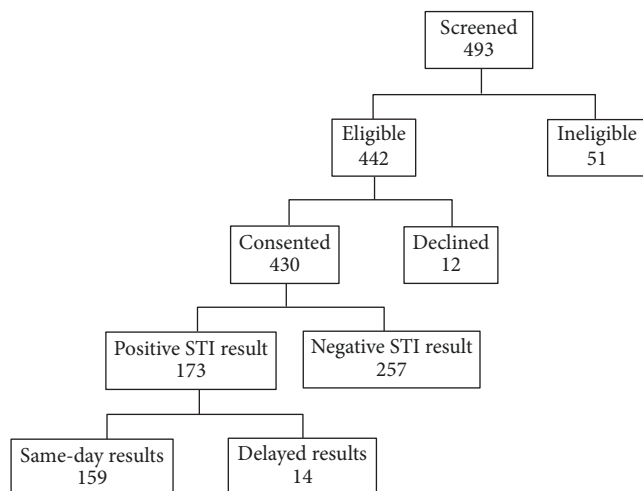 Screened
493
Eligible
442
Ineligible
51
Consented
430
Declined
12
Positive STI result
173
Negative STI result
257
Same-day results
159
Delayed results
14